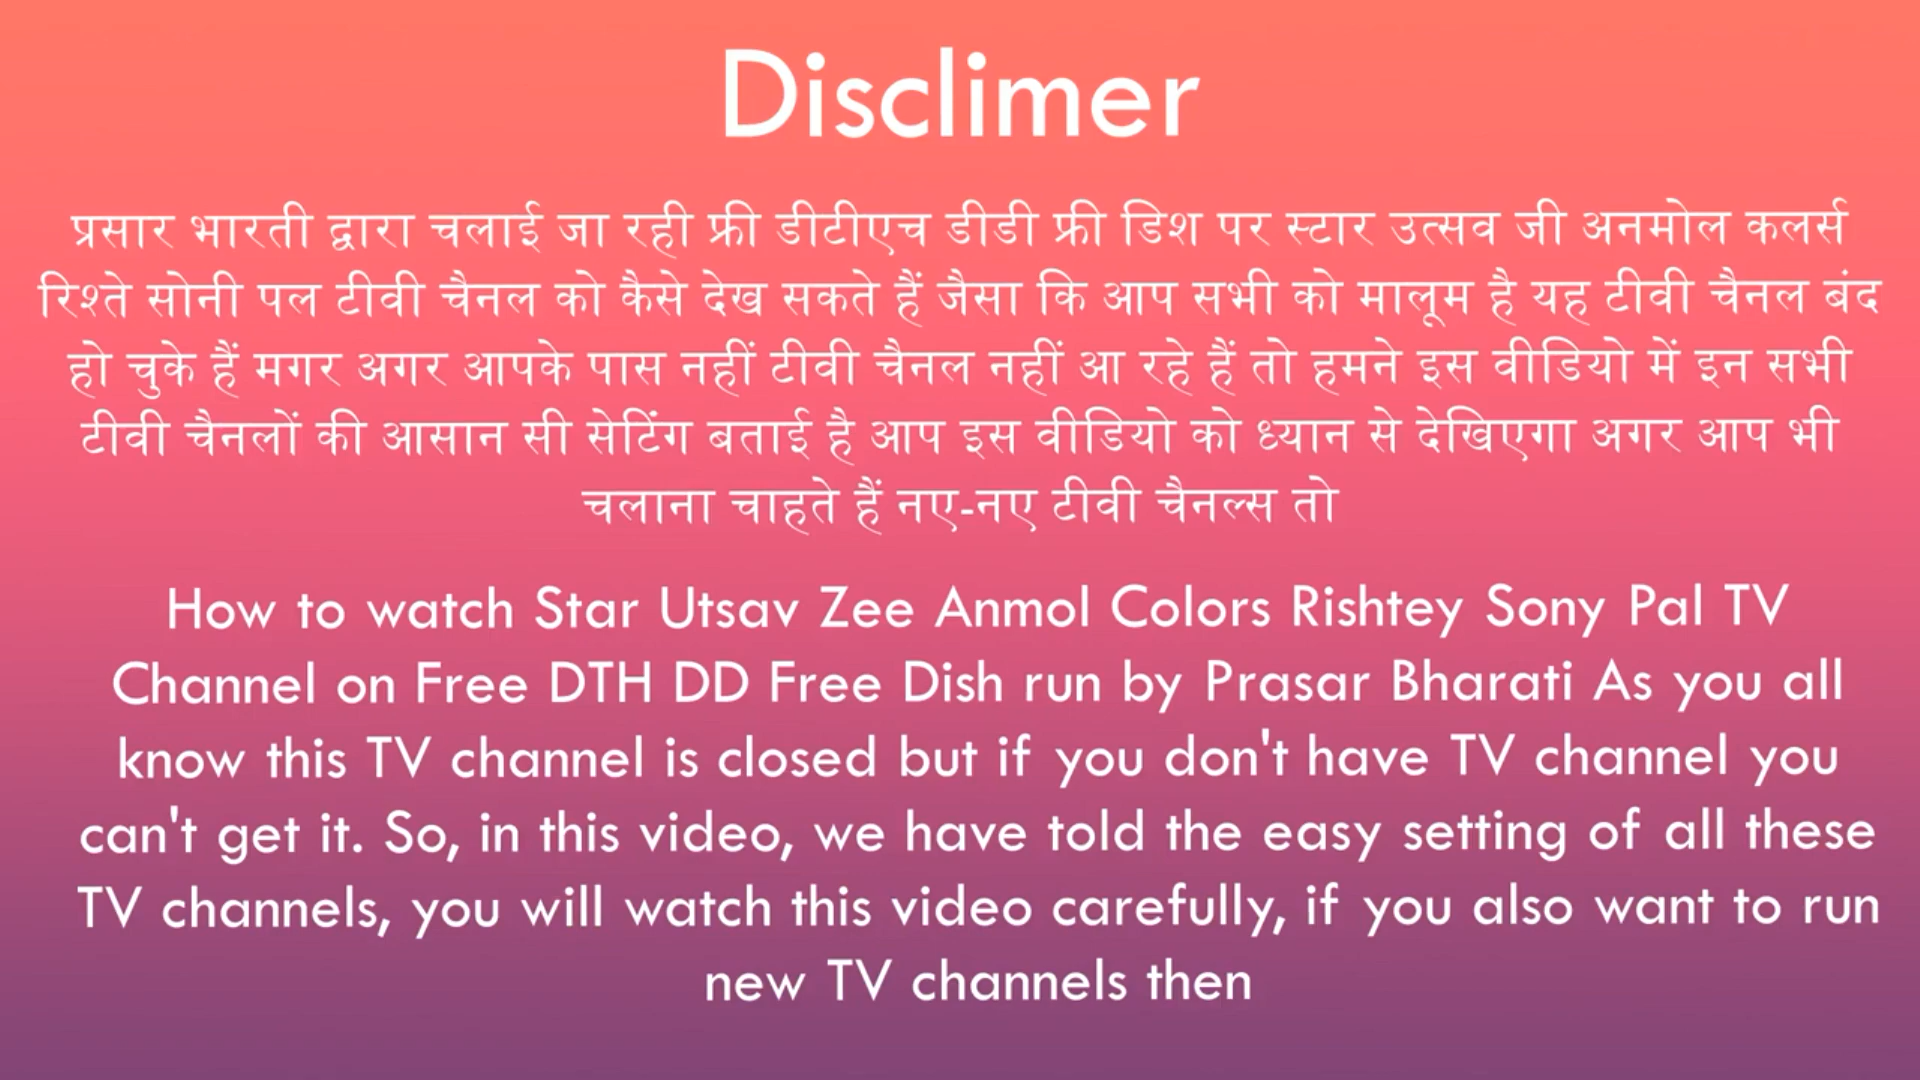 Disclimer
प्रसार भारती द्वारा चलाई जा रही फ्री डीटीएच डीडी फ्री डिश पर स्टार उत्सव जी अनमोल कलर्स
रिश्ते सोनी पल टीवी चैनल को कैसे देख सकते हैं जैसा कि आप सभी को मालूम है यह टीवी चैनल बंद
हो चुके हैं मगर अगर आपके पास नहीं टीवी चैनल नहीं आ रहे हैं तो हमने इस वीडियो में इन सभी
टीवी चैनलों की आसान सी सेटिंग बताई है आप इस वीडियो को ध्यान से देखिएगा अगर आप भी
चलाना चाहते हैं नए-नए टीवी चैनल्स तो
How to watch Star Utsav Zee Anmol Colors Rishtey Sony Pal TV
Channel on Free DTH DD Free Dish run by Prasar Bharati As you all
know this TV channel is closed but if you don't have TV channel you
can't get it. So, in this video, we have told the easy setting of all these
TV channels, you will watch this video carefully, if you also want to run
new TV channels then